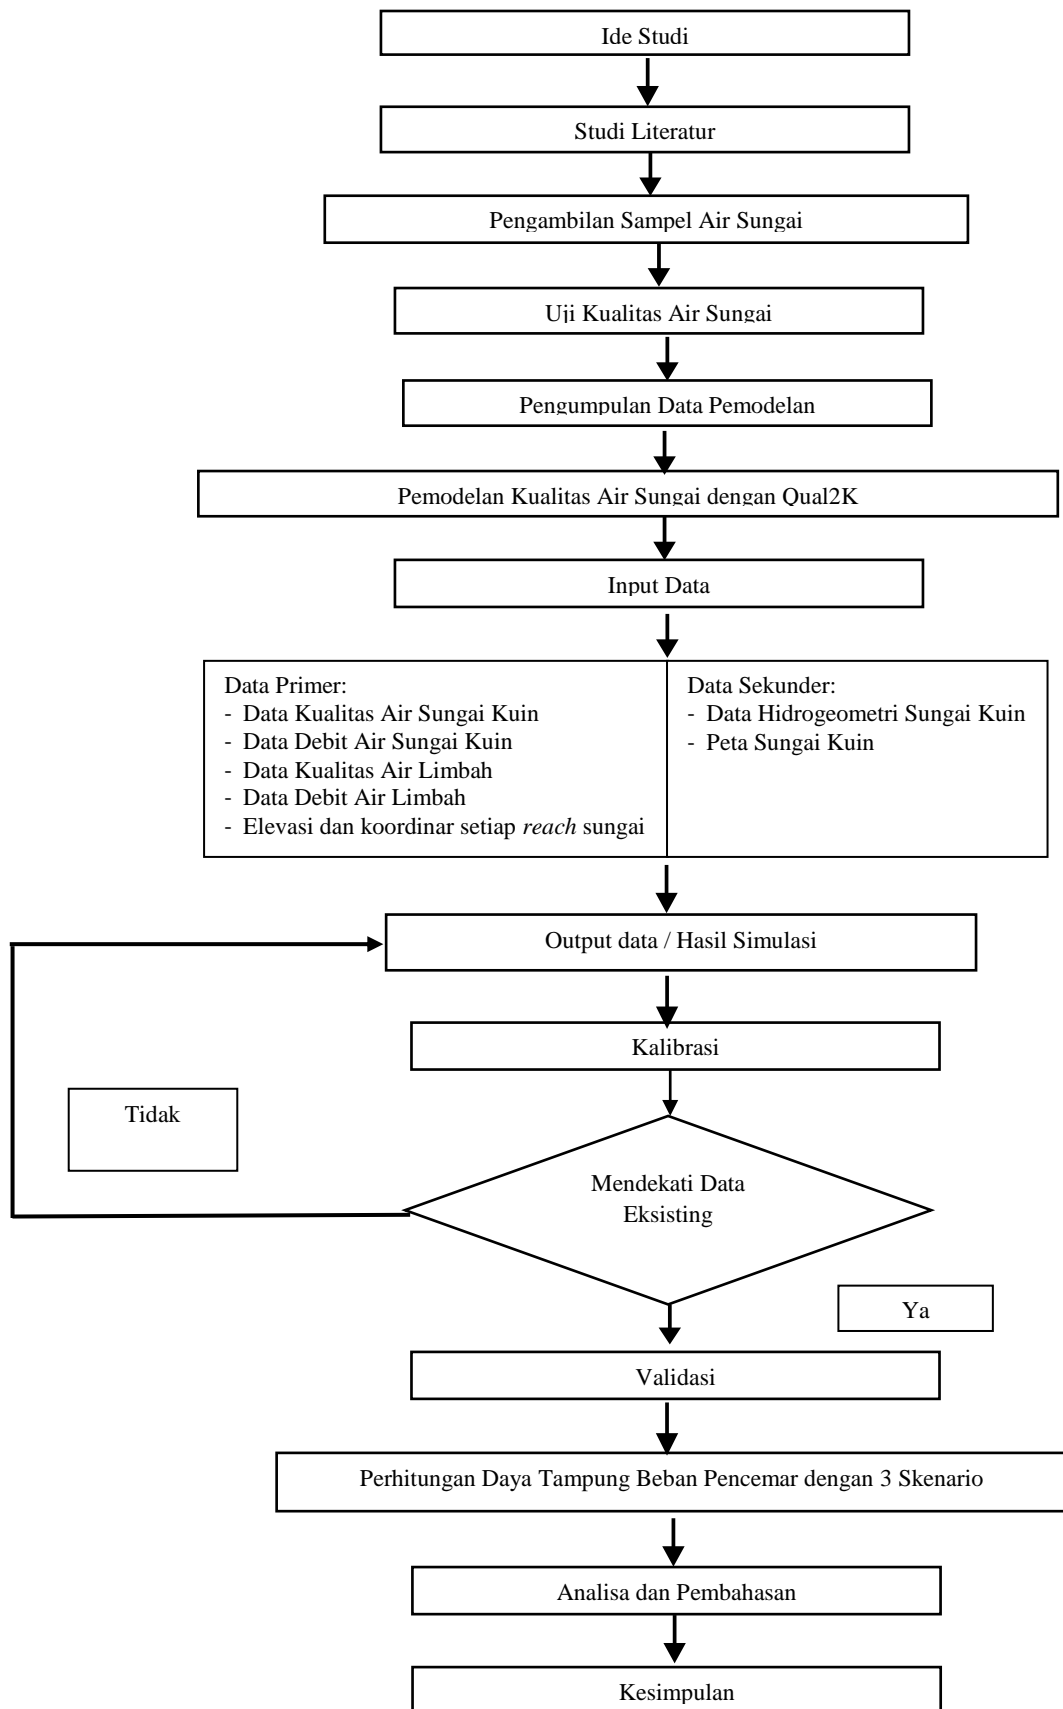 Ide Studi
Studi Literatur
Pengambilan Sampel Air Sungai
Uji Kualitas Air Sungai
Pengumpulan Data Pemodelan
Pemodelan Kualitas Air Sungai dengan Qual2K
Input Data
Data Primer:
- Data Kualitas Air Sungai Kuin
- Data Debit Air Sungai Kuin
- Data Kualitas Air Limbah
- Data Debit Air Limbah
- Elevasi dan koordinar setiap reach sungai
Data Sekunder:
- Data Hidrogeometri Sungai Kuin
- Peta Sungai Kuin
Output data / Hasil Simulasi
Kalibrasi
Tidak
Mendekati Data
Eksisting
Ya
Validasi
Perhitungan Daya Tampung Beban Pencemar dengan 3 Skenario
Analisa dan Pembahasan
Kesimpulan